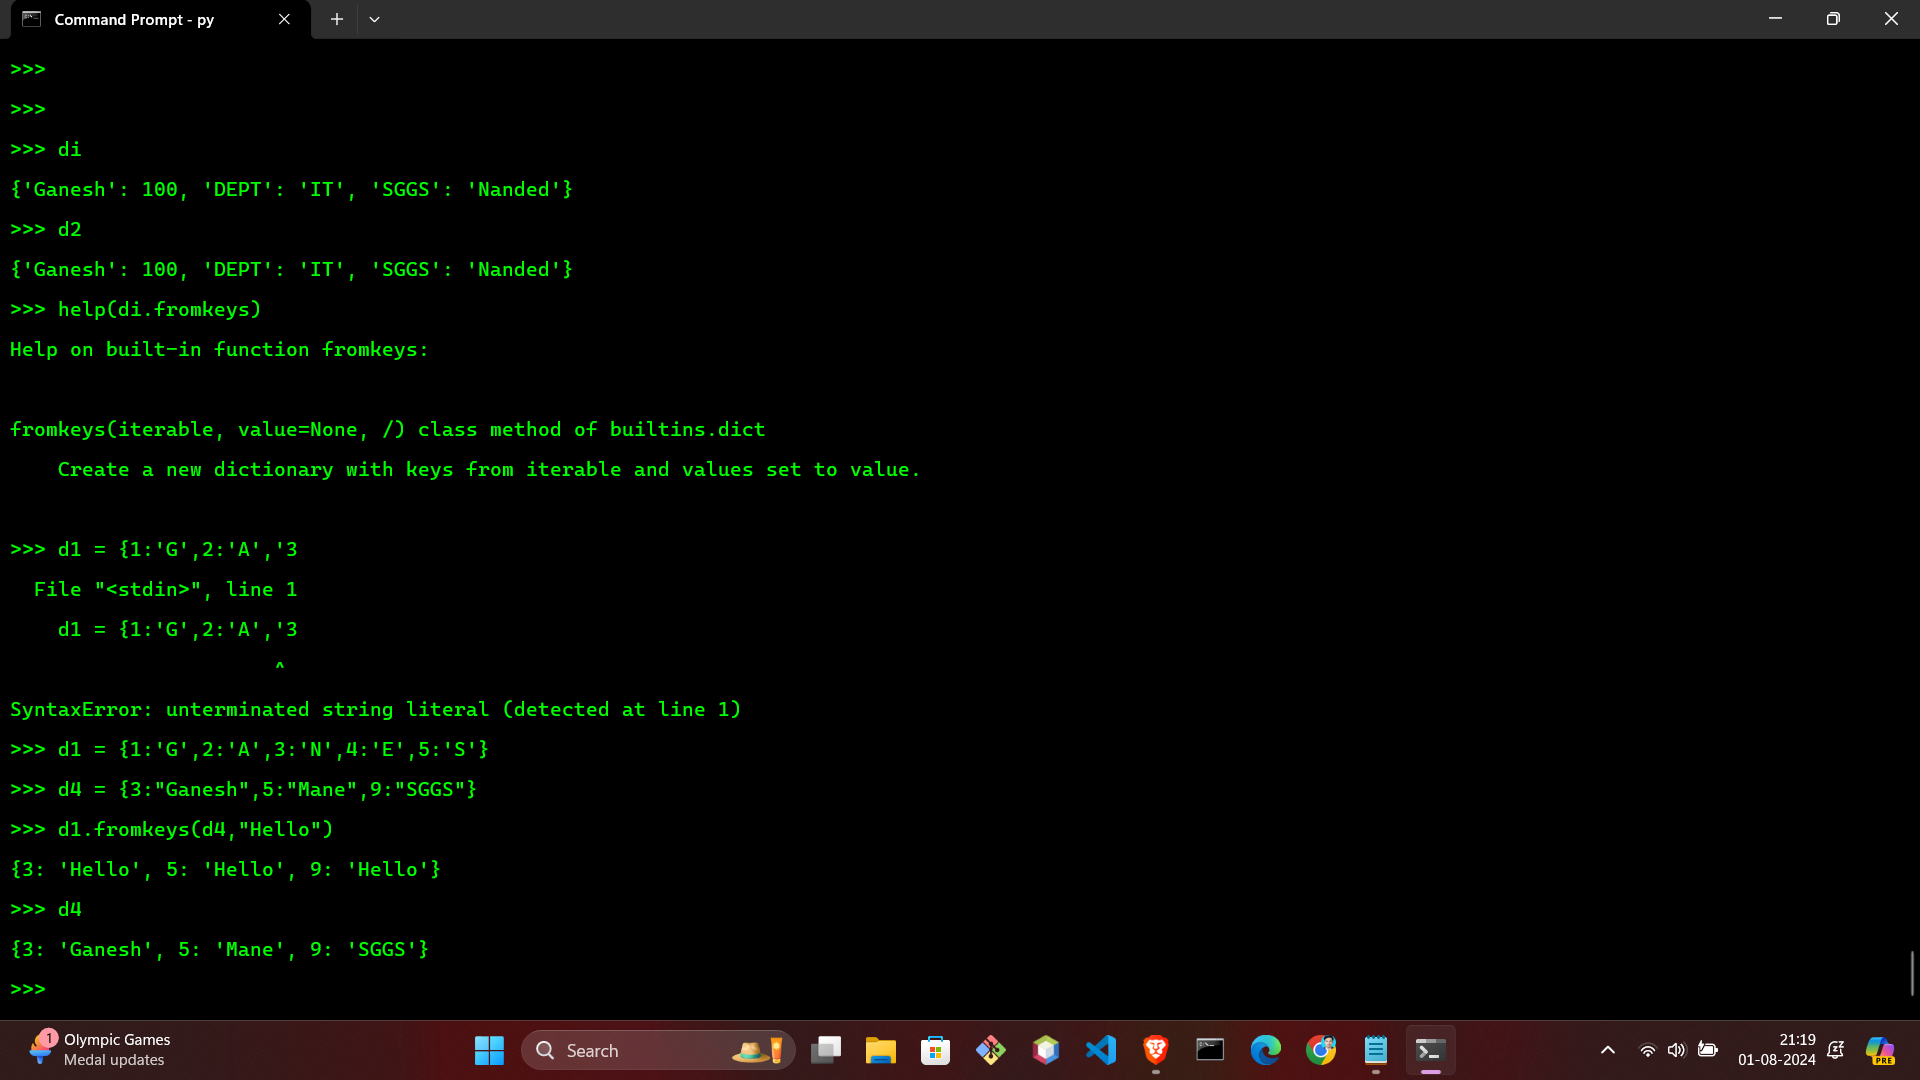 Command Prompt - py
>>>
>>>
>>> di
{'Ganesh': 100, 'DEPT': 'IT', 'SGGS': 'Nanded'}
>>> d2
{'Ganesh': 100, 'DEPT': 'IT', 'SGGS': 'Nanded'}
>>> help(di.fromkeys)
Help on built-in function fromkeys:
fromkeys(iterable, value=None, /) class method of builtins.dict
    Create a new dictionary with keys from iterable and values set to value.
>>> d1 = {1:'G',2:'A','3
  File "<stdin>", line 1
    d1 = {1:'G',2:'A','3
                      ^
SyntaxError: unterminated string literal (detected at line 1)
>>> d1 = {1:'G',2:'A',3:'N',4:'E',5:'S'}
>>> d4 = {3:"Ganesh",5:"Mane",9:"SGGS"}
>>> d1.fromkeys(d4,"Hello")
{3: 'Hello', 5: 'Hello', 9: 'Hello'}
>>> d4
{3: 'Ganesh', 5: 'Mane', 9: 'SGGS'}
>>>
1
Olympic Games
Medal updates
Search
21:19
01-08-2024
PRE